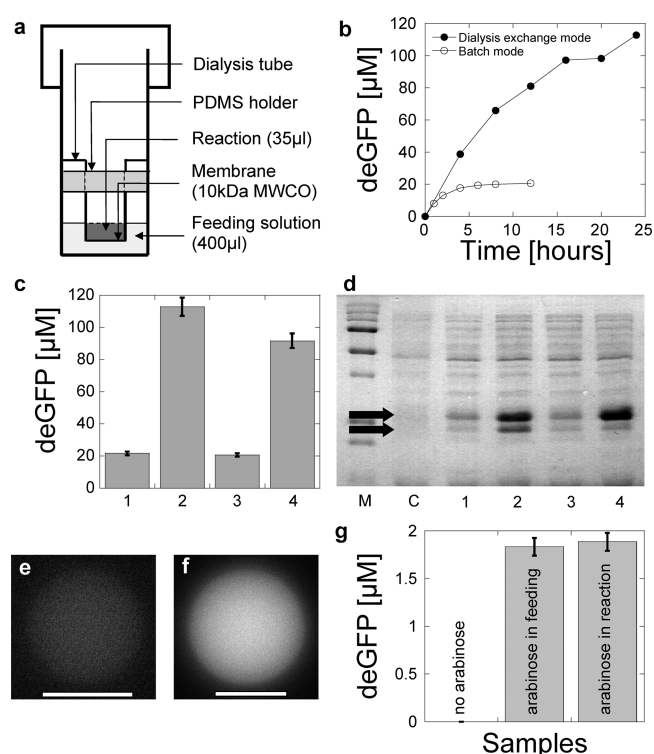 a
Dialysis tube
PDMS holder
Reaction (35µl)
Membrane
(10kDa MWCO)
Feeding solution
(400µl)
b
deGFP [µM]
120
100
80
60
40
20
0
Dialysis exchange mode
Batch mode
0 5 10 15 20 25
Time [hours]
c
deGFP [µM]
120
100
80
60
40
20
0
1 2 3 4
d
M C 1 2 3 4
e
f
g
deGFP [µM]
2
1.5
1
0.5
0
no arabinose
arabinose in feeding
arabinose in reaction
Samples